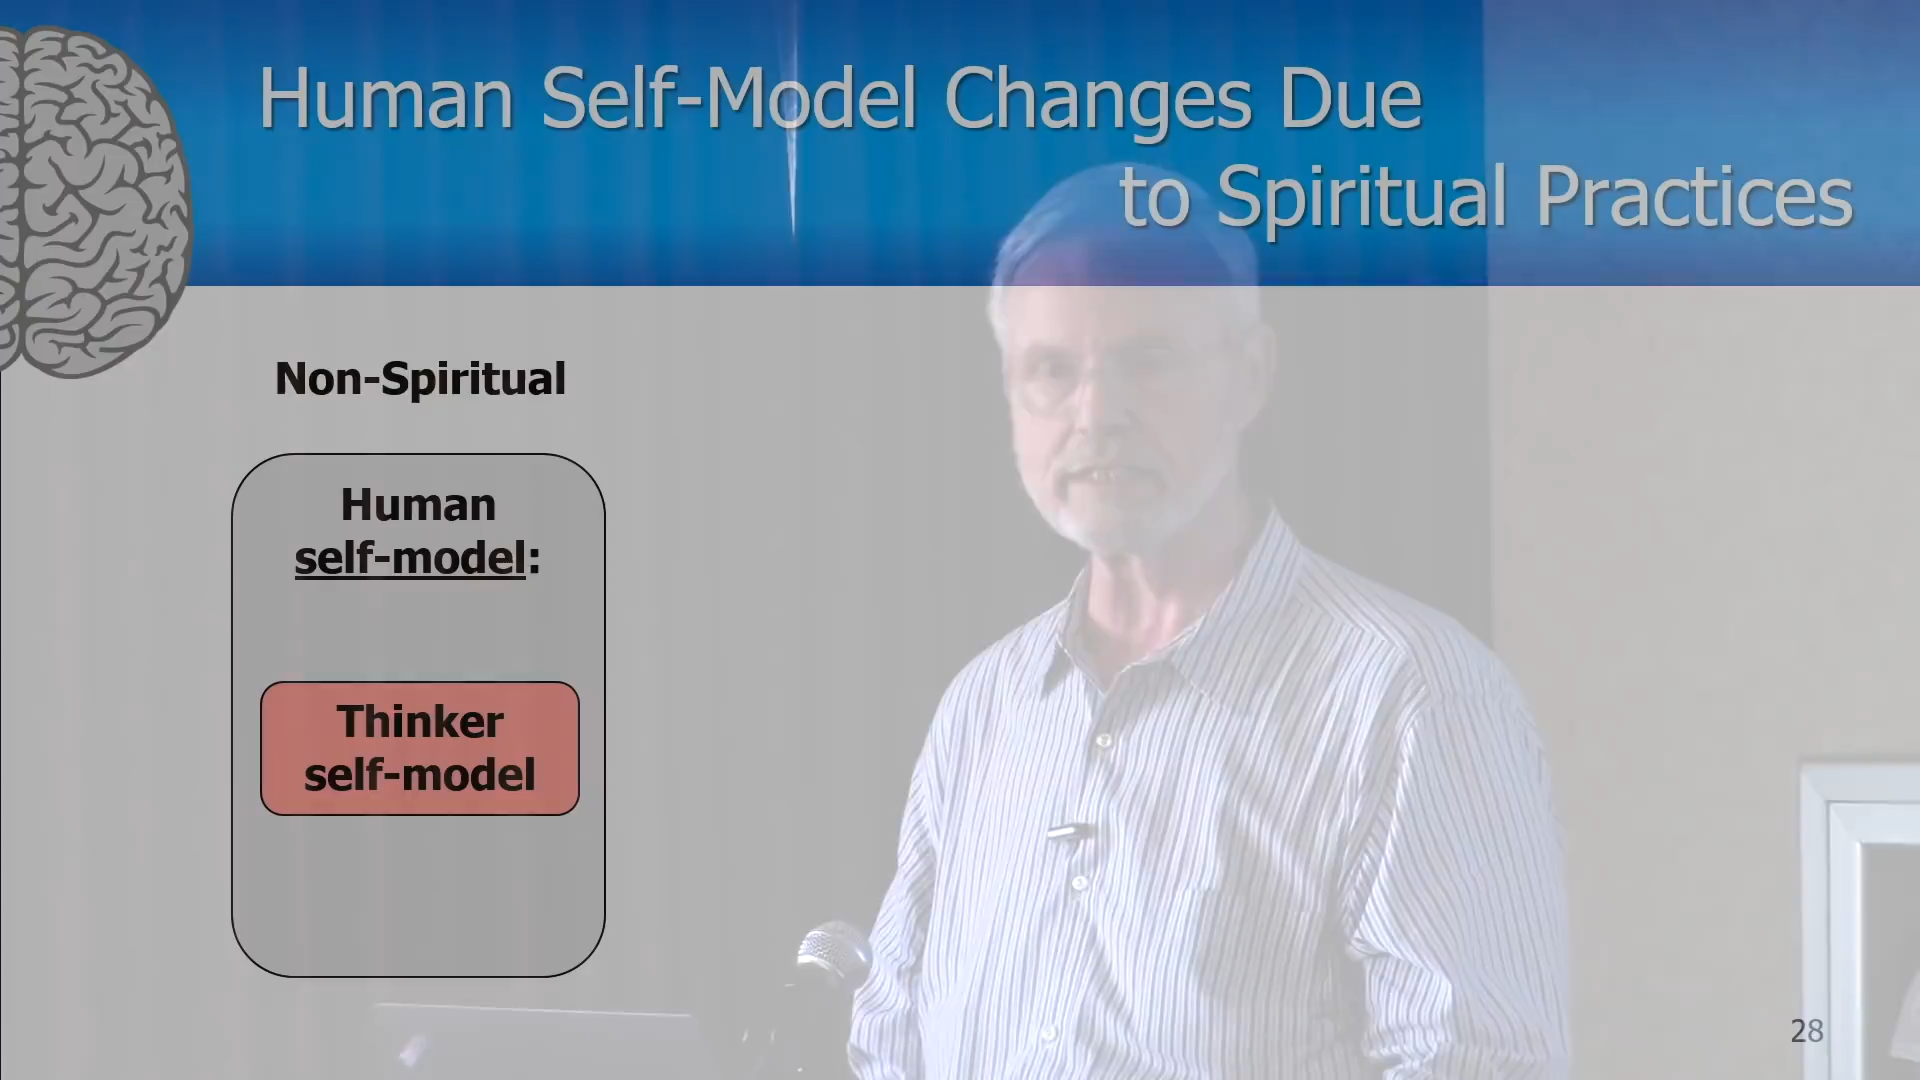 Human Self-Model Changes Due
to Spiritual Practices
Non-Spiritual
Human
self-model:
Thinker
self-model
28